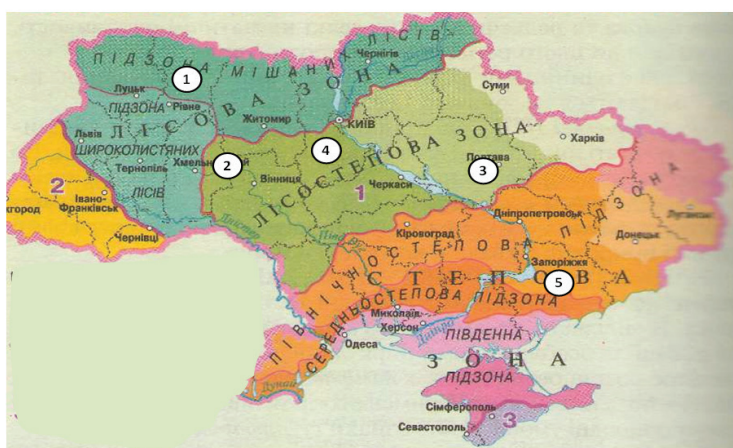 ПІДЗОНА МІШАНИХ ЛІСІВ
Чернігів
1
Луцьк
Рівне
ЛІСОВА ЗОНА
Суми
ПІДЗОНА
Житомир
КИЇВ
Львів
ШИРОКОЛИСТЯНИХ
4
Харків
Тернопіль
2
3
Полтава
ЛІСОСТЕПОВА ЗОНА
2
ЛІСІВ
Вінниця
Черкаси
1
Івано-
Франківськ
Чернівці
Дністер
Кіровоград
Дніпропетровськ
Луганськ
Донецьк
Запоріжжя
ПІВНІЧНОСТЕПОВА ПІДЗОНА
СТЕПОВА
5
СЕРЕДНЬОСТЕПОВА ПІДЗОНА
Миколаїв
Херсон
Дніпро
Одеса
ПІВДЕННА
ЗОНА
ПІДЗОНА
Дунай
Сімферополь
3
Севастополь